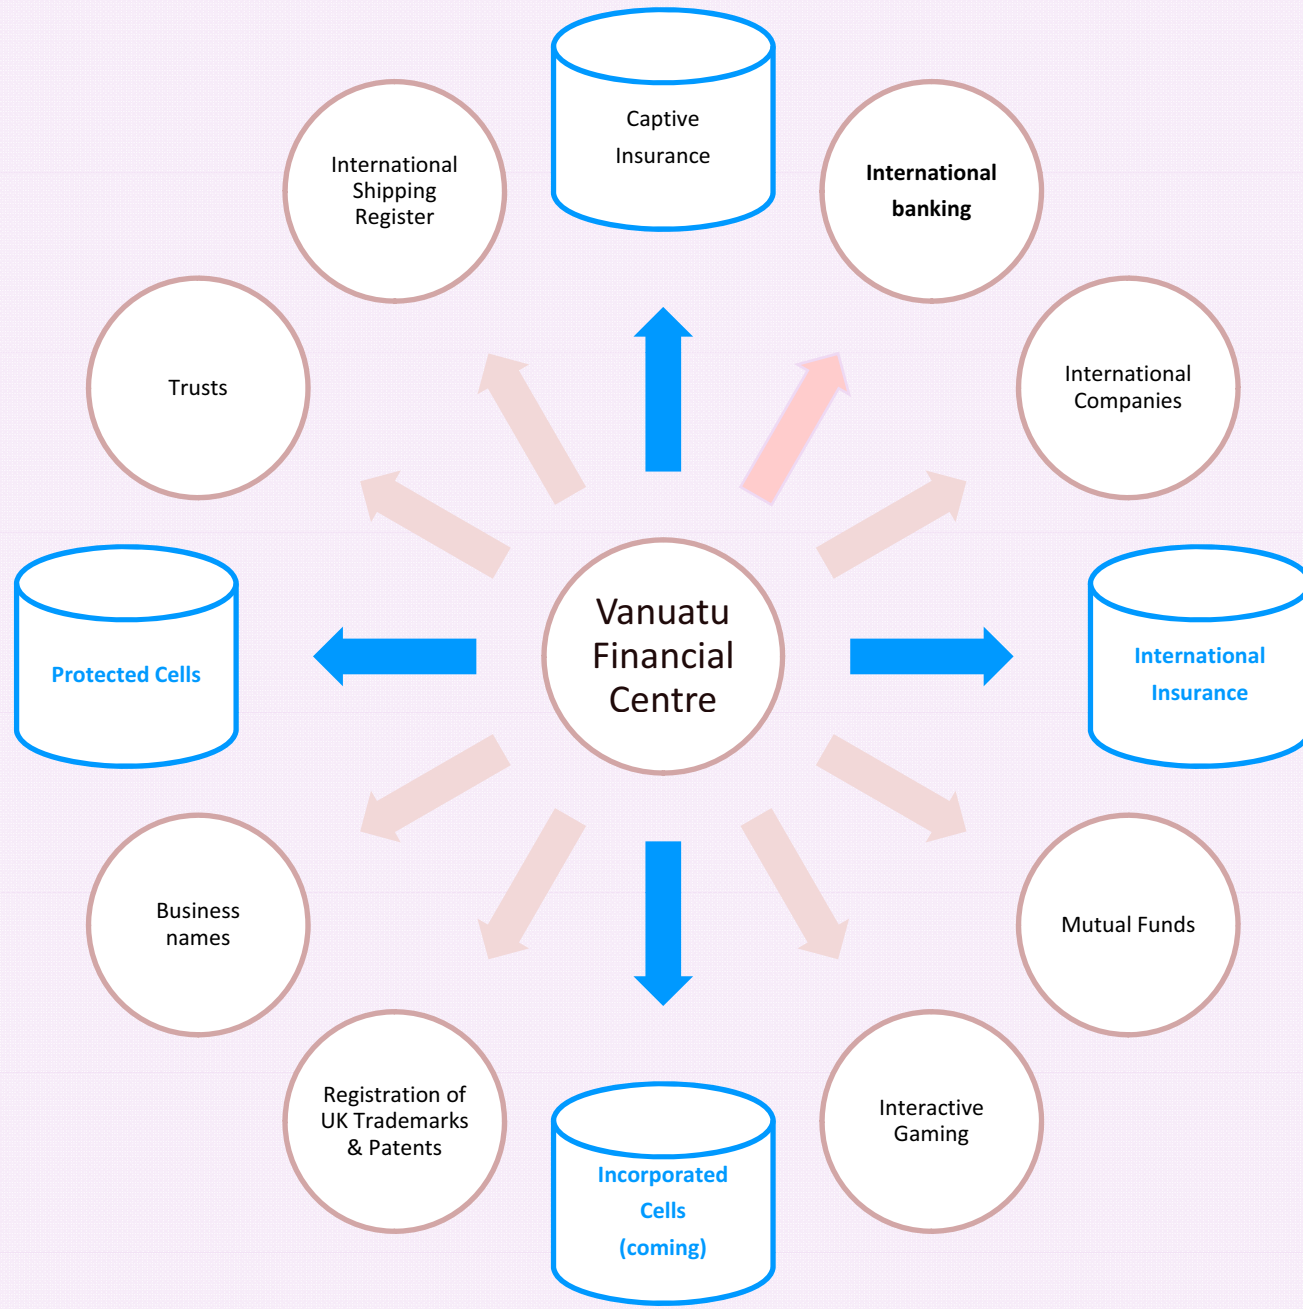 Captive
Insurance
International
banking
International
Companies
International
Insurance
Mutual Funds
Interactive
Gaming
Incorporated
Cells
(coming)
Registration of
UK Trademarks
& Patents
Business
names
Protected Cells
Trusts
International
Shipping
Register
Vanuatu
Financial
Centre